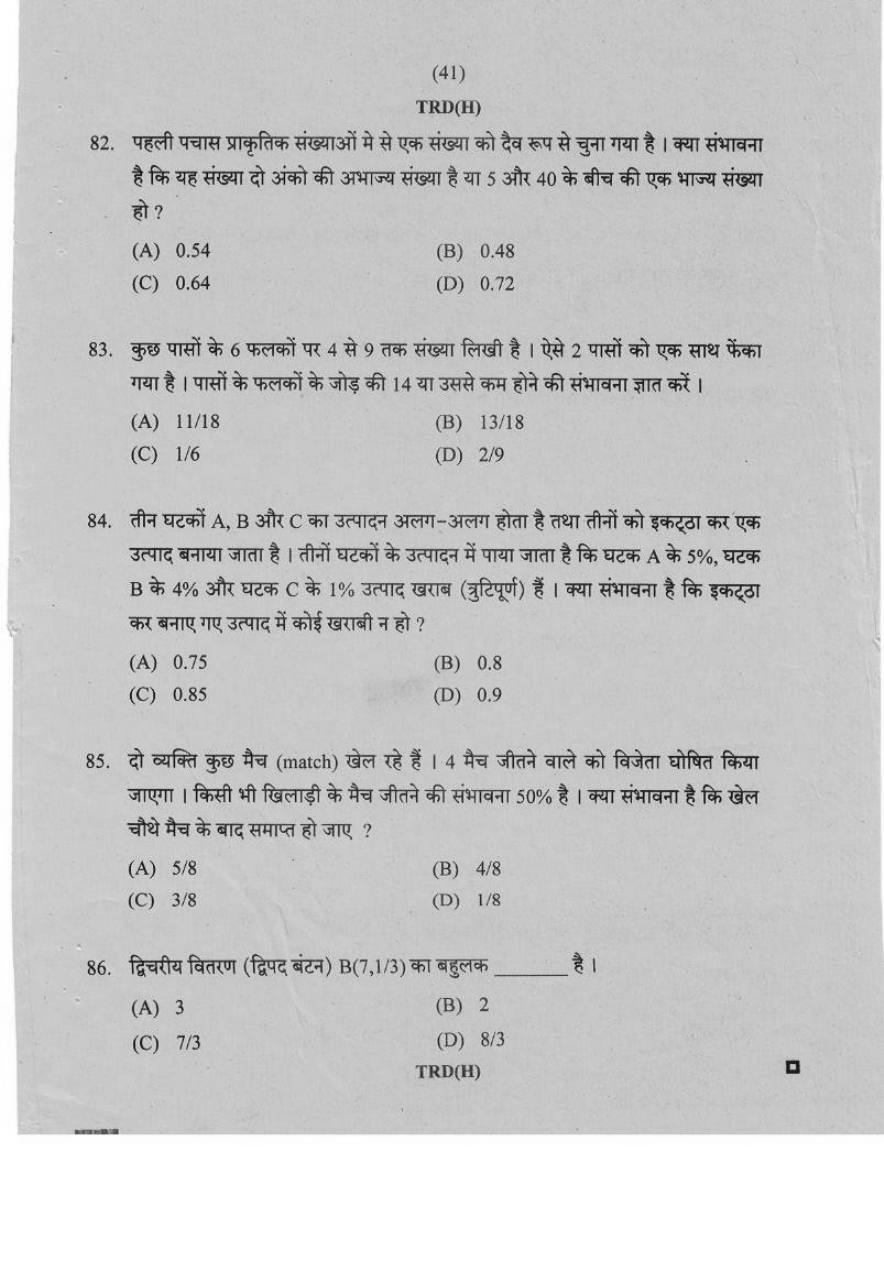 (41)
TRD(H)
82. पहली पचास प्राकृतिक संख्याओं मे से एक संख्या को दैव रूप से चुना गया है । क्या संभावना
है कि यह संख्या दो अंको की अभाज्य संख्या है या 5 और 40 के बीच की एक भाज्य संख्या
हो ?
(A) 0.54 (B) 0.48
(C) 0.64 (D) 0.72
83. कुछ पासों के 6 फलकों पर 4 से 9 तक संख्या लिखी है । ऐसे 2 पासों को एक साथ फेंका
गया है । पासों के फलकों के जोड़ की 14 या उससे कम होने की संभावना ज्ञात करें ।
(A) 11/18 (B) 13/18
(C) 1/6 (D) 2/9
84. तीन घटकों A, B और C का उत्पादन अलग-अलग होता है तथा तीनों को इकट्ठा कर एक
उत्पाद बनाया जाता है । तीनों घटकों के उत्पादन में पाया जाता है कि घटक A के 5%, घटक
B के 4% और घटक C के 1% उत्पाद खराब (त्रुटिपूर्ण) हैं । क्या संभावना है कि इकट्ठा
कर बनाए गए उत्पाद में कोई खराबी न हो ?
(A) 0.75 (B) 0.8
(C) 0.85 (D) 0.9
85. दो व्यक्ति कुछ मैच (match) खेल रहे हैं । 4 मैच जीतने वाले को विजेता घोषित किया
जाएगा । किसी भी खिलाड़ी के मैच जीतने की संभावना 50% है । क्या संभावना है कि खेल
चौथे मैच के बाद समाप्त हो जाए ?
(A) 5/8 (B) 4/8
(C) 3/8 (D) 1/8
86. द्विचरीय वितरण (द्विपद बंटन) B(7,1/3) का बहुलक _______ है ।
(A) 3 (B) 2
(C) 7/3 (D) 8/3
TRD(H)